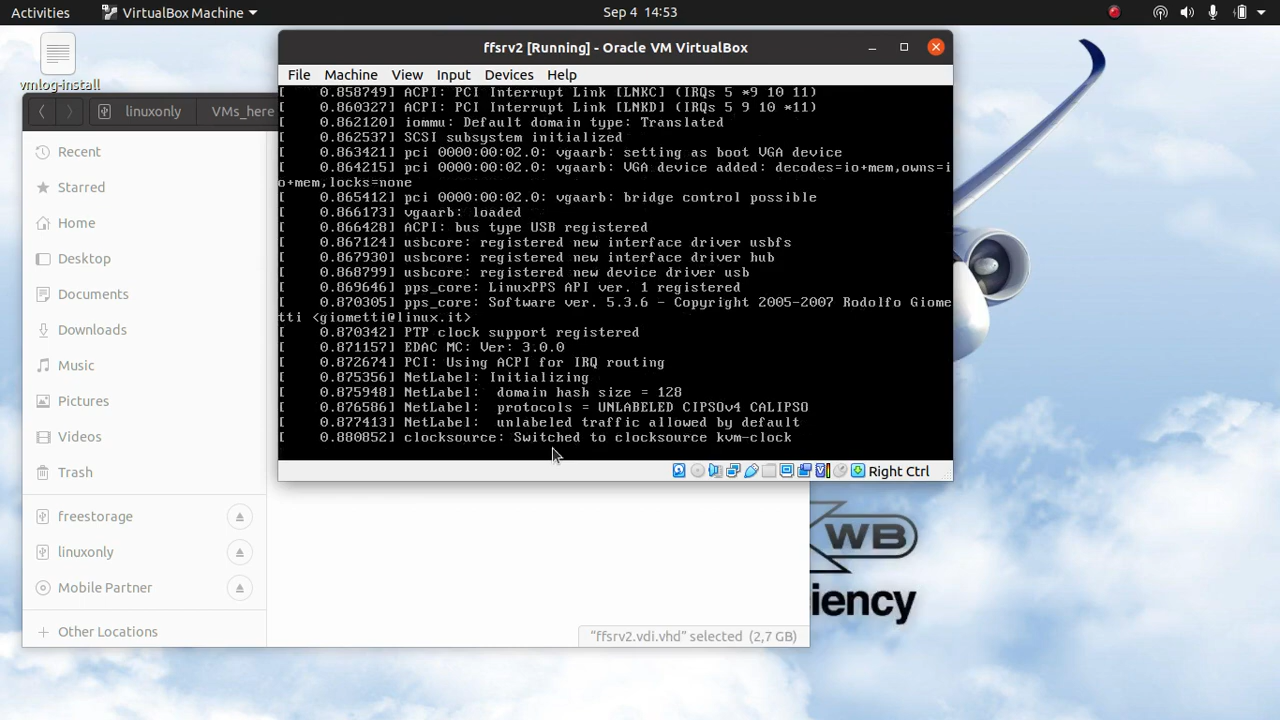 Activities
VirtualBox Machine
Sep 4 14:53
vmlog-install
linuxonly
VMs_here
Recent
Starred
Home
Desktop
Documents
Downloads
Music
Pictures
Videos
Trash
freestorage
linuxonly
Mobile Partner
Other Locations
"ffsrv2.vdi.vhd" selected (2,7 GB)
ffsrv2 [Running] - Oracle VM VirtualBox
File Machine View Input Devices Help
[    0.858749] ACPI: PCI Interrupt Link [LNKC] (IRQs 5 *9 10 11)
[    0.860327] ACPI: PCI Interrupt Link [LNKD] (IRQs 5 9 10 *11)
[    0.862120] iommu: Default domain type: Translated
[    0.862537] SCSI subsystem initialized
[    0.863421] pci 0000:00:02.0: vgaarb: setting as boot VGA device
[    0.864215] pci 0000:00:02.0: vgaarb: VGA device added: decodes=io+mem,owns=i
o+mem,locks=none
[    0.865412] pci 0000:00:02.0: vgaarb: bridge control possible
[    0.866173] vgaarb: loaded
[    0.866428] ACPI: bus type USB registered
[    0.867124] usbcore: registered new interface driver usbfs
[    0.867930] usbcore: registered new interface driver hub
[    0.868799] usbcore: registered new device driver usb
[    0.869646] pps_core: LinuxPPS API ver. 1 registered
[    0.870305] pps_core: Software ver. 5.3.6 - Copyright 2005-2007 Rodolfo Giome
tti <giometti@linux.it>
[    0.870342] PTP clock support registered
[    0.871157] EDAC MC: Ver: 3.0.0
[    0.872674] PCI: Using ACPI for IRQ routing
[    0.875356] NetLabel: Initializing
[    0.875948] NetLabel:  domain hash size = 128
[    0.876586] NetLabel:  protocols = UNLABELED CIPSOv4 CALIPSO
[    0.877413] NetLabel:  unlabeled traffic allowed by default
[    0.880852] clocksource: Switched to clocksource kvm-clock
Right Ctrl
WB
iency